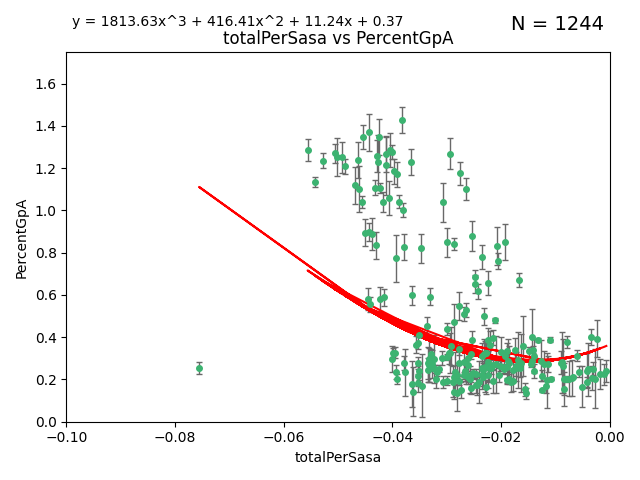 y = 1813.63x^3 + 416.41x^2 + 11.24x + 0.37
N = 1244
totalPerSasa vs PercentGpA
PercentGpA
1.6
1.4
1.2
1.0
0.8
0.6
0.4
0.2
0.0
−0.10 −0.08 −0.06 −0.04 −0.02 0.00
totalPerSasa